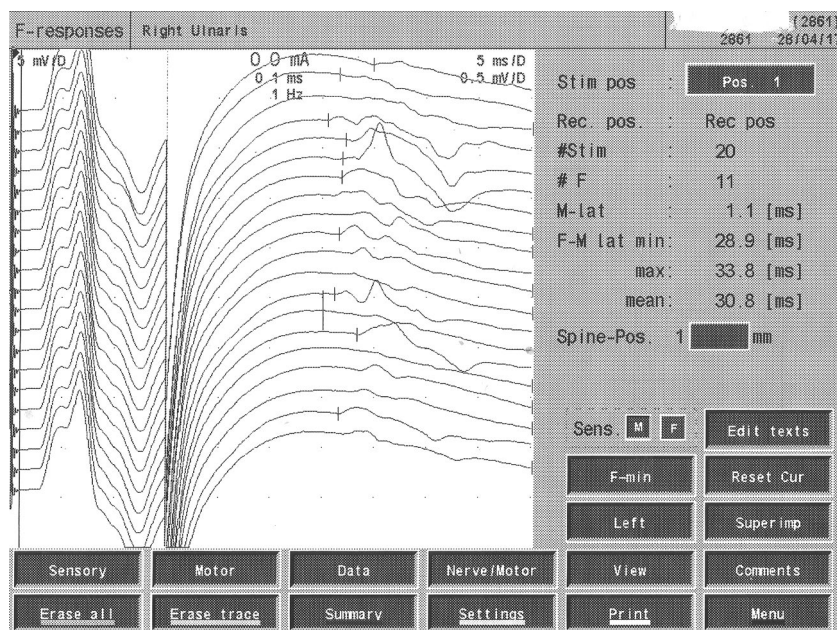 F-responses Right Ulnaris
(2861)
2861 28/04/17
5 mV/D 0.0 mA 5 ms/D
0.1 ms 0.5 mV/D
1 Hz
Stim pos : Pos. 1
Rec. pos. : Rec pos
#Stim : 20
# F : 11
M-lat : 1.1 [ms]
F-M lat min: 28.9 [ms]
max: 33.8 [ms]
mean: 30.8 [ms]
Spine-Pos. 1 mm
Sens. M F Edit texts
F-min Reset Cur
Left Superimp
Sensory Motor Data Nerve/Motor View Comments
Erase all Erase trace Summary Settings Print Menu